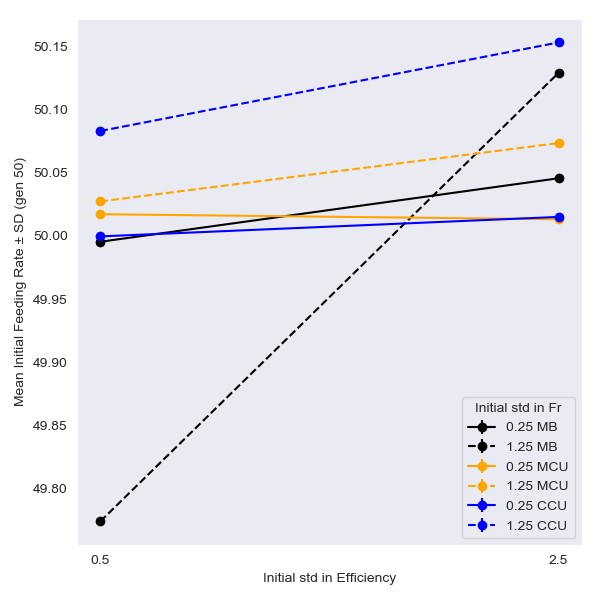 50.15
50.10
50.05
50.00
49.95
49.90
49.85
49.80
Mean Initial Feeding Rate ± SD (gen 50)
0.5
2.5
Initial std in Efficiency
Initial std in Fr
0.25 MB
1.25 MB
0.25 MCU
1.25 MCU
0.25 CCU
1.25 CCU